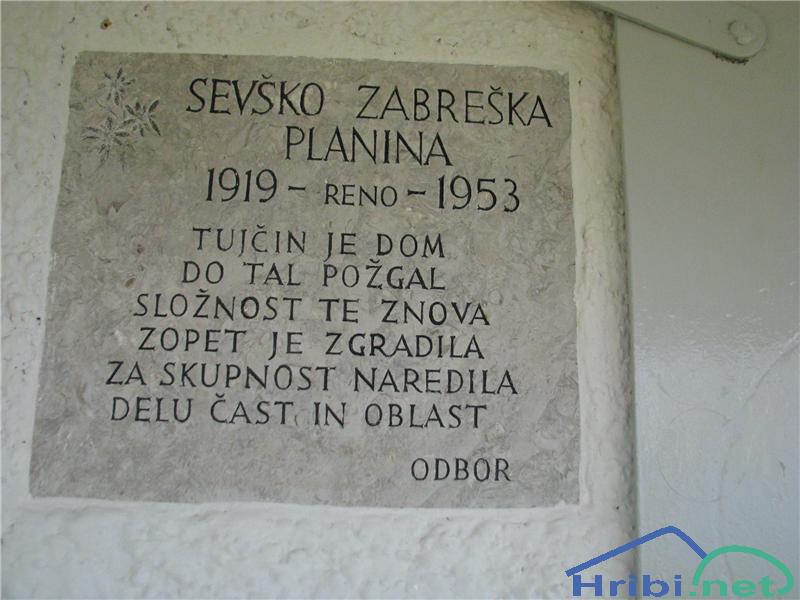 SEVŠKO ZABREŠKA
PLANINA
1919 - RENO - 1953
TUJČIN JE DOM
DO TAL POŽGAL
SLOŽNOST TE ZNOVA
ZOPET JE ZGRADILA
ZA SKUPNOST NAREDILA
DELU ČAST IN OBLAST
ODBOR
Hribi.net